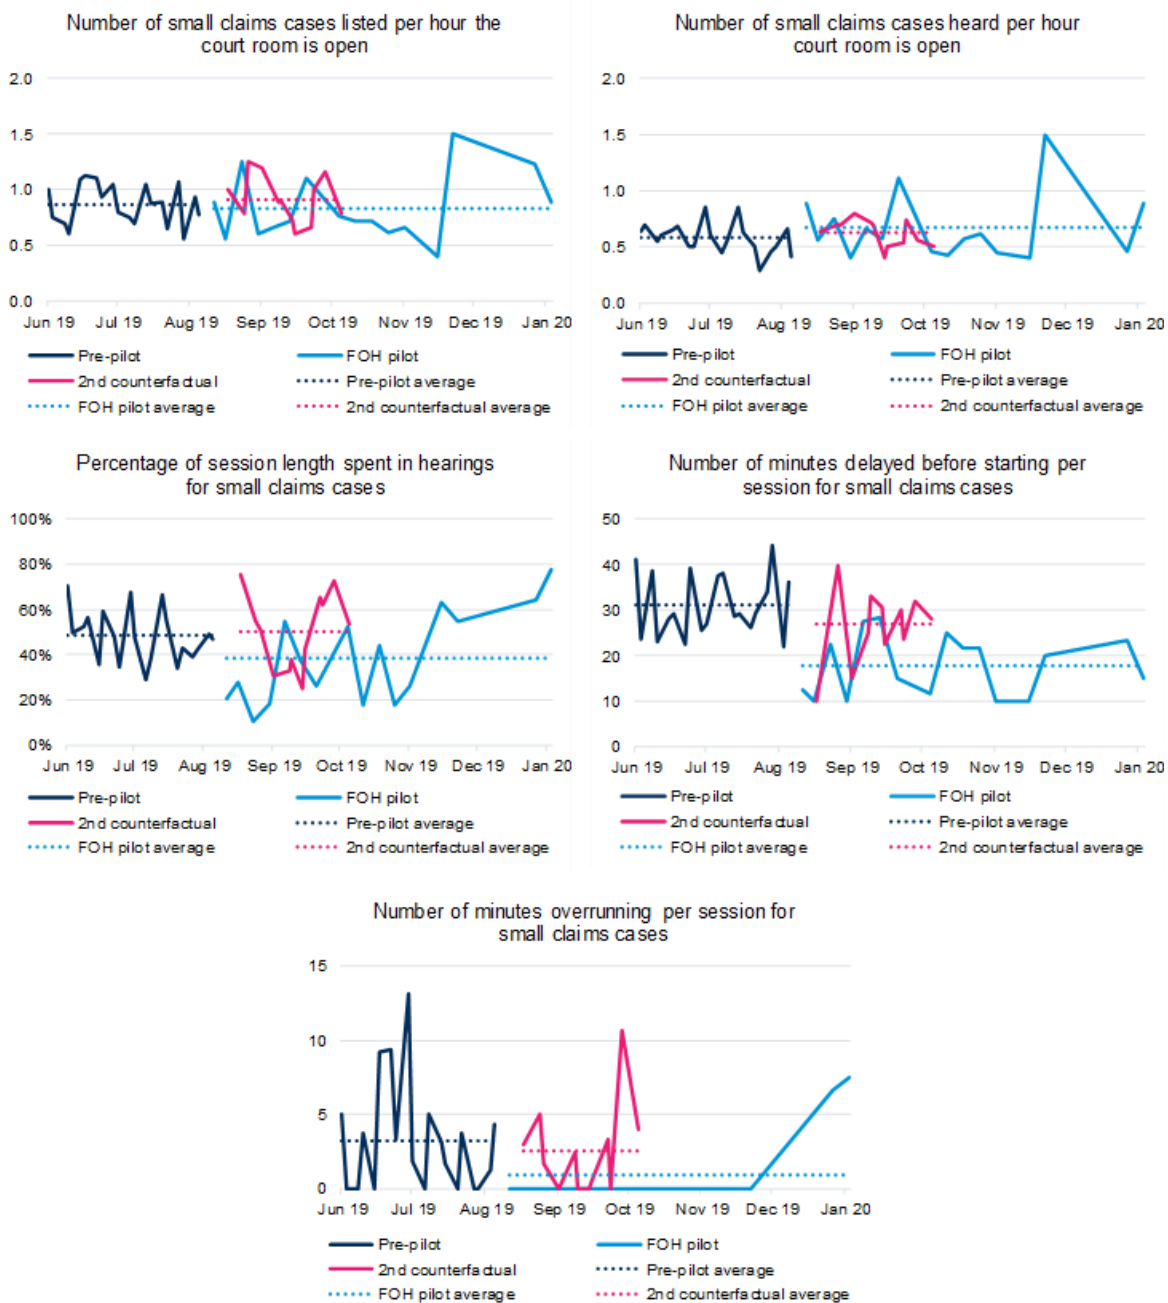 Number of small claims cases listed per hour the
court room is open
2.0
1.5
1.0
0.5
0.0
Jun 19 Jul 19 Aug 19 Sep 19 Oct 19 Nov 19 Dec 19 Jan 20
Pre-pilot FOH pilot
2nd counterfactual Pre-pilot average
FOH pilot average 2nd counterfactual average
Number of small claims cases heard per hour
court room is open
2.0
1.5
1.0
0.5
0.0
Jun 19 Jul 19 Aug 19 Sep 19 Oct 19 Nov 19 Dec 19 Jan 20
Pre-pilot FOH pilot
2nd counterfactual Pre-pilot average
FOH pilot average 2nd counterfactual average
Percentage of session length spent in hearings
for small claims cases
100%
80%
60%
40%
20%
0%
Jun 19 Jul 19 Aug 19 Sep 19 Oct 19 Nov 19 Dec 19 Jan 20
Pre-pilot FOH pilot
2nd counterfactual Pre-pilot average
FOH pilot average 2nd counterfactual average
Number of minutes delayed before starting per
session for small claims cases
50
40
30
20
10
0
Jun 19 Jul 19 Aug 19 Sep 19 Oct 19 Nov 19 Dec 19 Jan 20
Pre-pilot FOH pilot
2nd counterfactual Pre-pilot average
FOH pilot average 2nd counterfactual average
Number of minutes overrunning per session for
small claims cases
15
10
5
0
Jun 19 Jul 19 Aug 19 Sep 19 Oct 19 Nov 19 Dec 19 Jan 20
Pre-pilot FOH pilot
2nd counterfactual Pre-pilot average
FOH pilot average 2nd counterfactual average